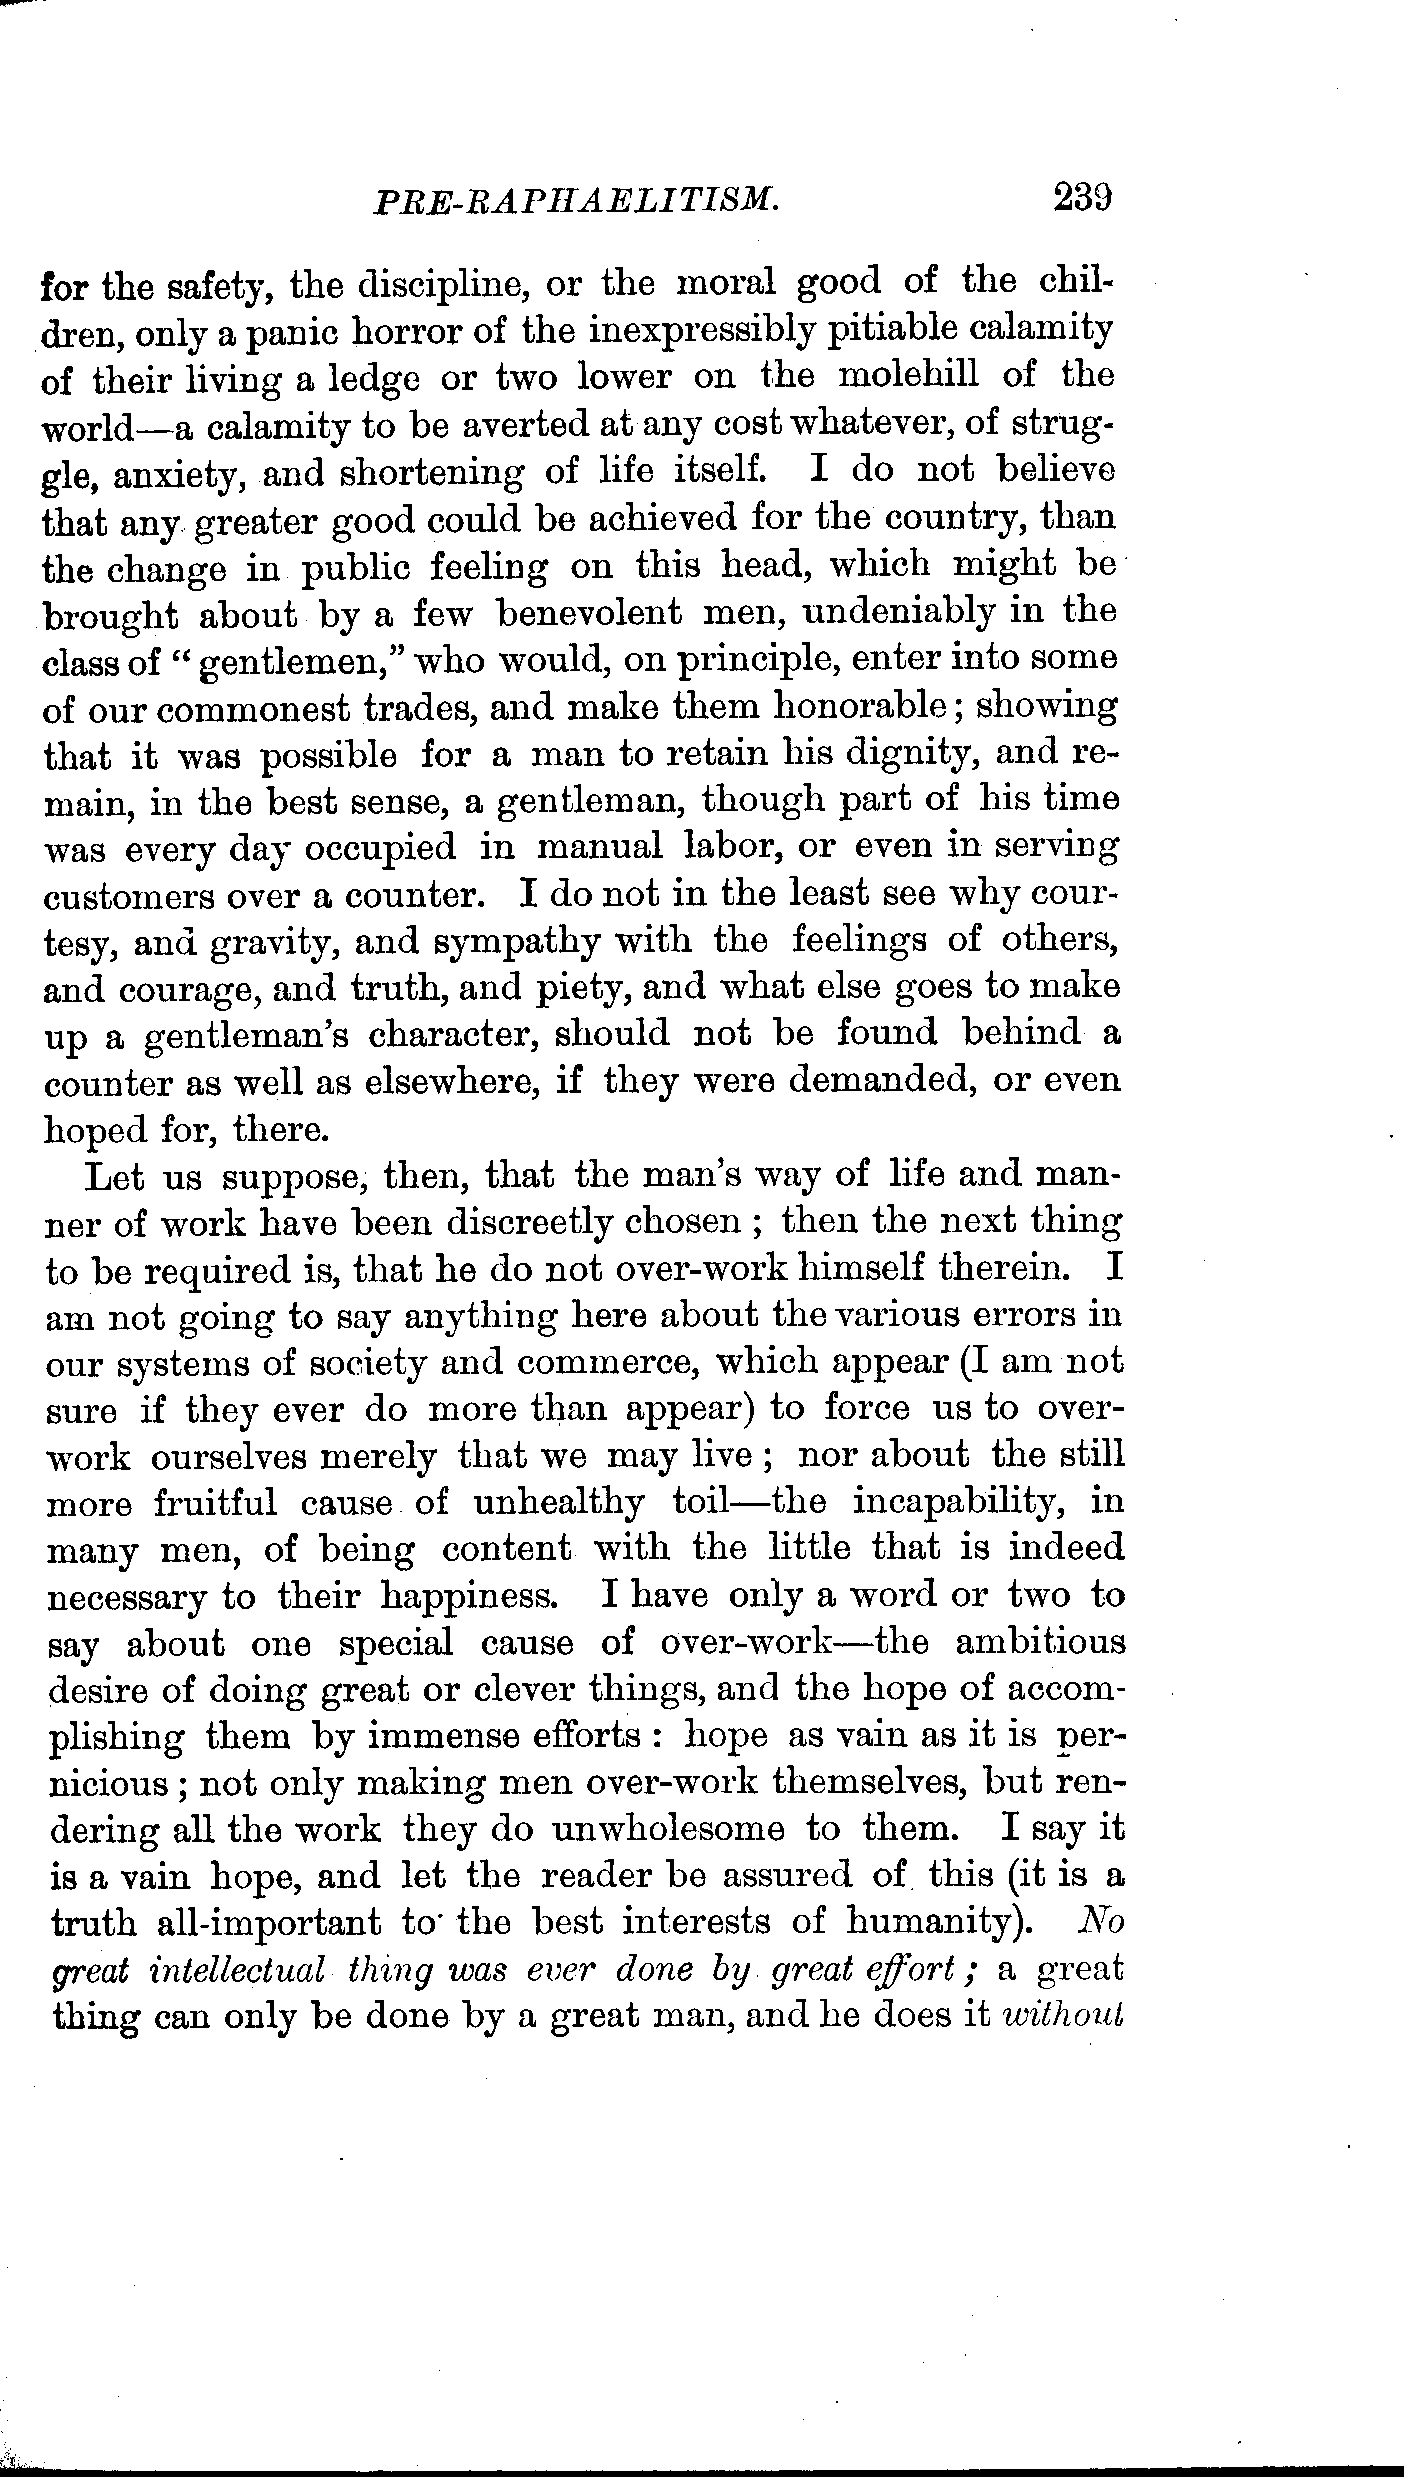 PRE-RAPHAELITISM. 239
for the safety, the discipline, or the moral good of the chil-
dren, only a panic horror of the inexpressibly pitiable calamity
of their living a ledge or two lower on the molehill of the
world—a calamity to be averted at any cost whatever, of strug-
gle, anxiety, and shortening of life itself. I do not believe
that any greater good could be achieved for the country, than
the change in public feeling on this head, which might be
brought about by a few benevolent men, undeniably in the
class of “gentlemen,” who would, on principle, enter into some
of our commonest trades, and make them honorable; showing
that it was possible for a man to retain his dignity, and re-
main, in the best sense, a gentleman, though part of his time
was every day occupied in manual labor, or even in serving
customers over a counter. I do not in the least see why cour-
tesy, and gravity, and sympathy with the feelings of others,
and courage, and truth, and piety, and what else goes to make
up a gentleman's character, should not be found behind a
counter as well as elsewhere, if they were demanded, or even
hoped for, there.
Let us suppose, then, that the man's way of life and man-
ner of work have been discreetly chosen ; then the next thing
to be required is, that he do not over-work himself therein. I
am not going to say anything here about the various errors in
our systems of society and commerce, which appear (I am not
sure if they ever do more than appear) to force us to over-
work ourselves merely that we may live ; nor about the still
more fruitful cause of unhealthy toil—the incapability, in
many men, of being content with the little that is indeed
necessary to their happiness. I have only a word or two to
say about one special cause of over-work—the ambitious
desire of doing great or clever things, and the hope of accom-
plishing them by immense efforts : hope as vain as it is per-
nicious ; not only making men over-work themselves, but ren-
dering all the work they do unwholesome to them. I say it
is a vain hope, and let the reader be assured of this (it is a
truth all-important to the best interests of humanity). No
great intellectual thing was ever done by great effort ; a great
thing can only be done by a great man, and he does it without